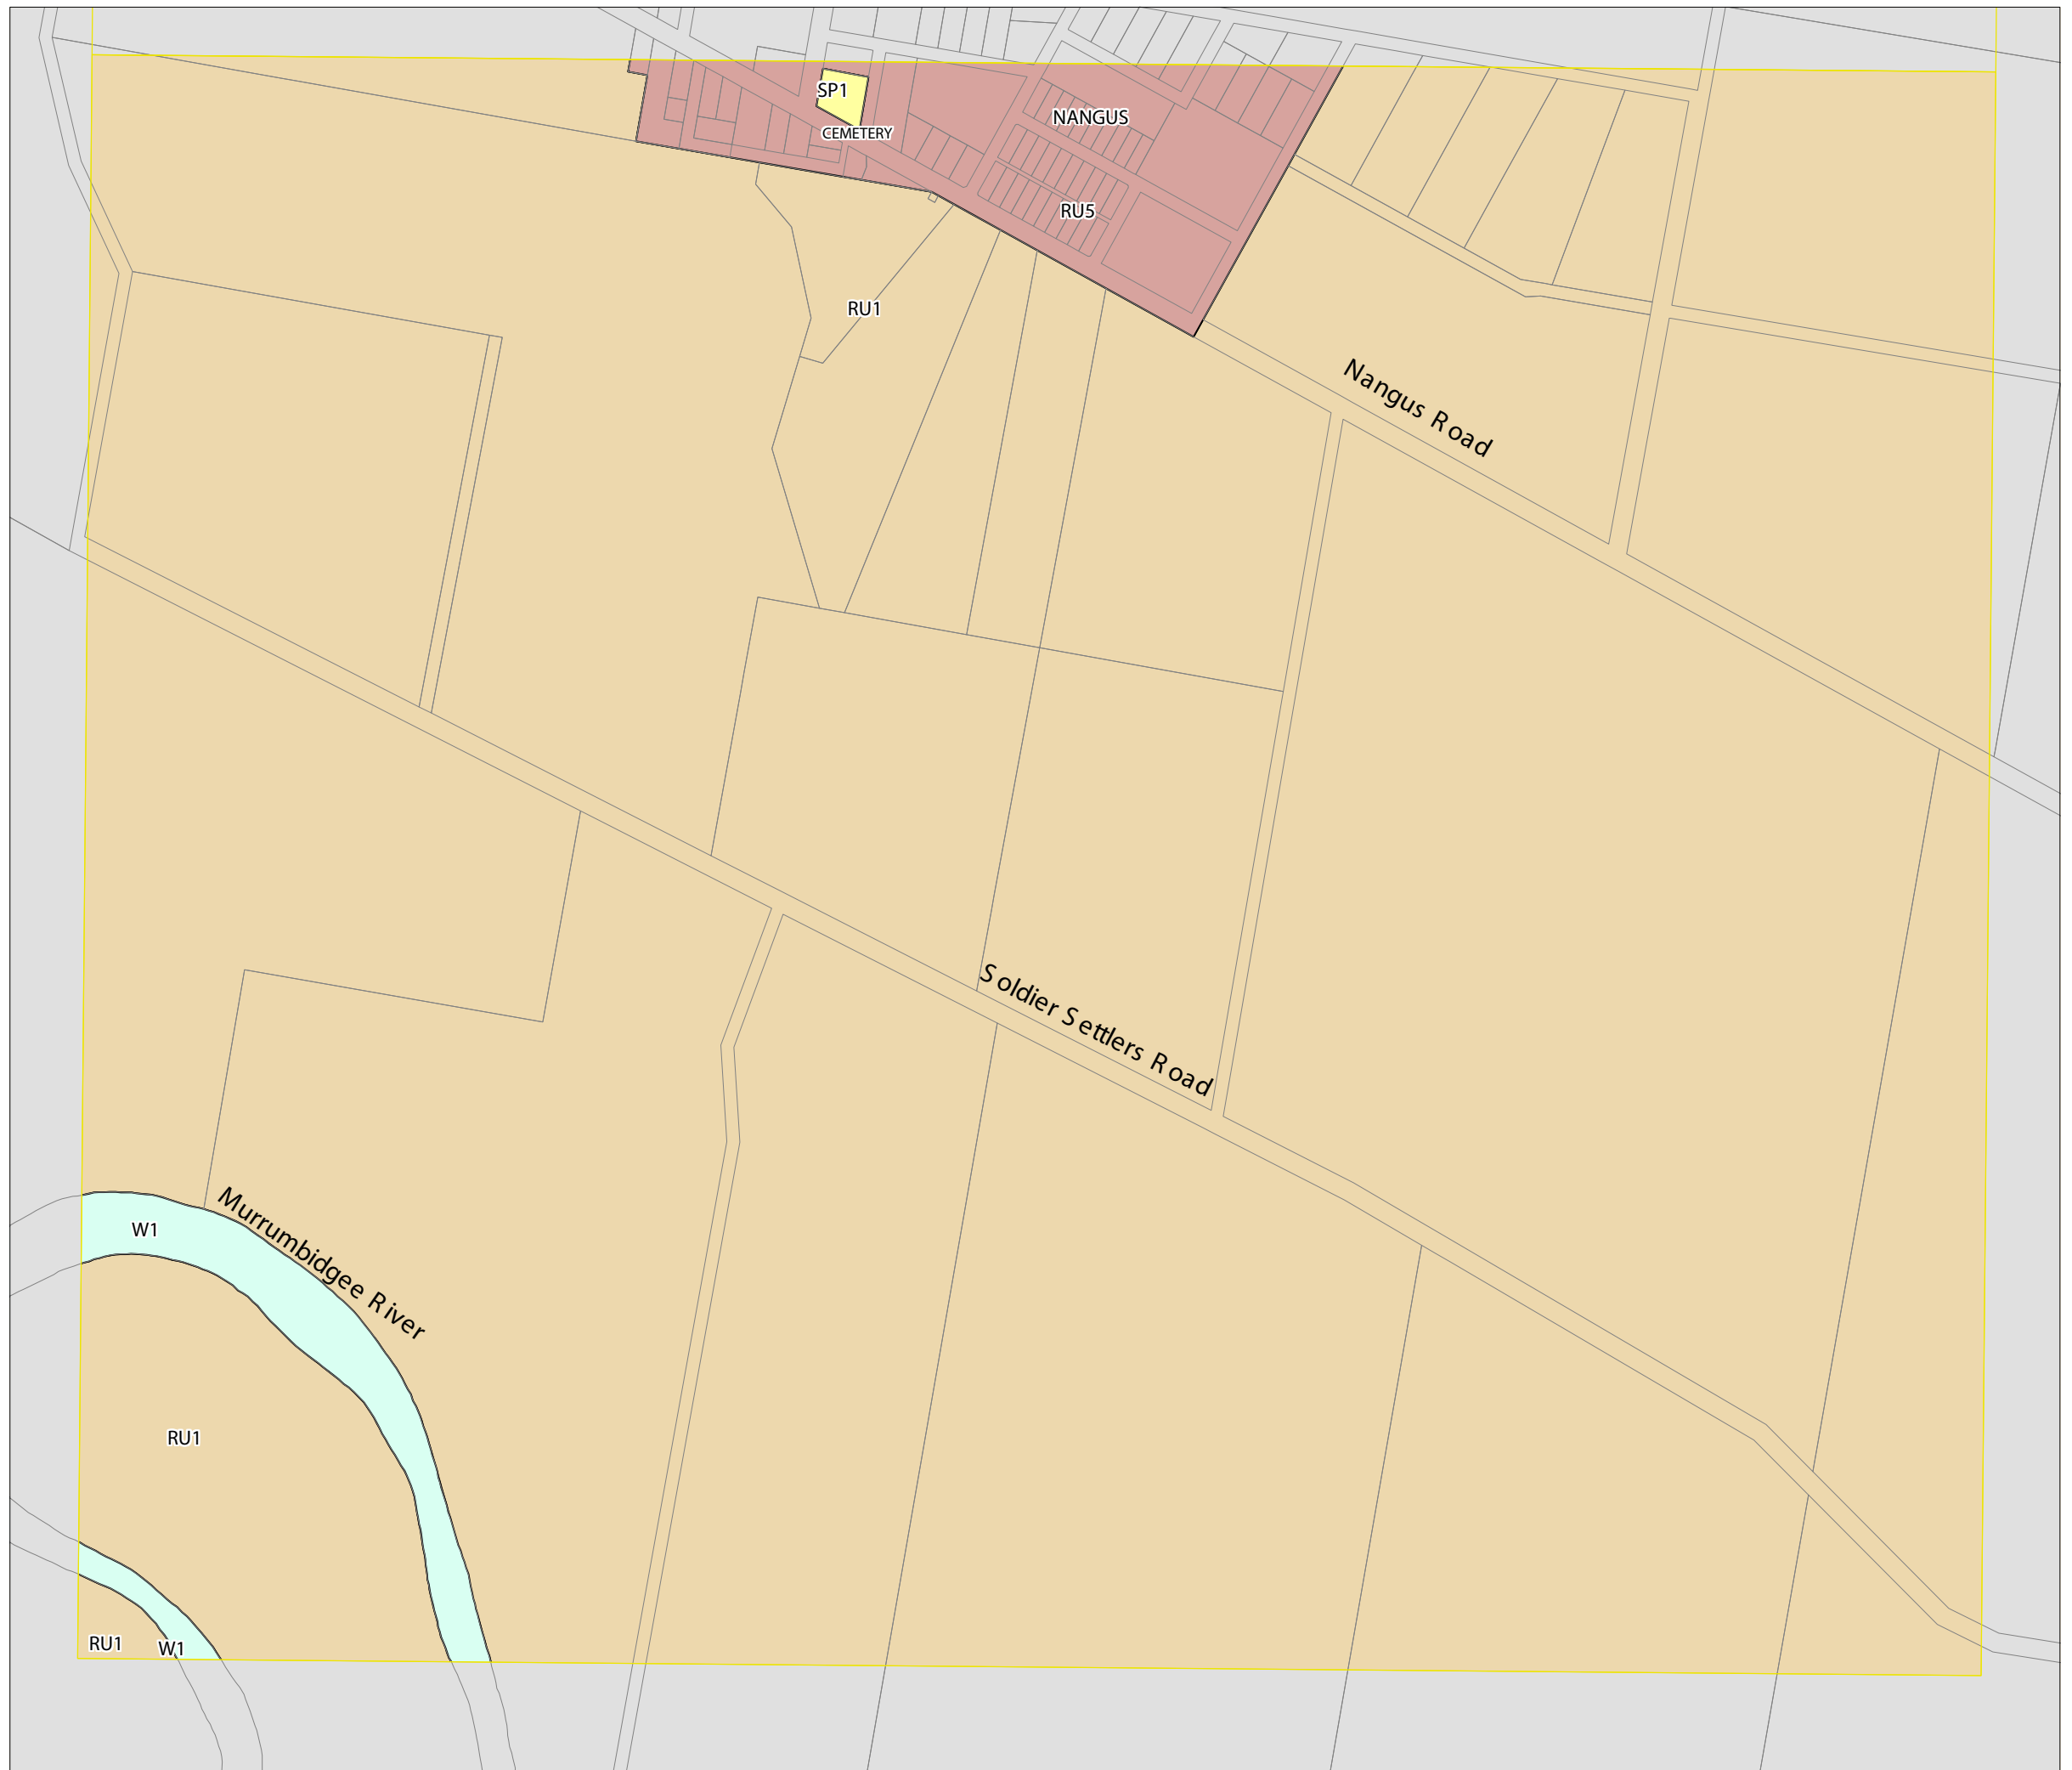 SP1
NANGUS
CEMETERY
RU5
RU1
Nangus Road
Soldier Settlers Road
Murrumbidgee River
W1
RU1
RU1
W1